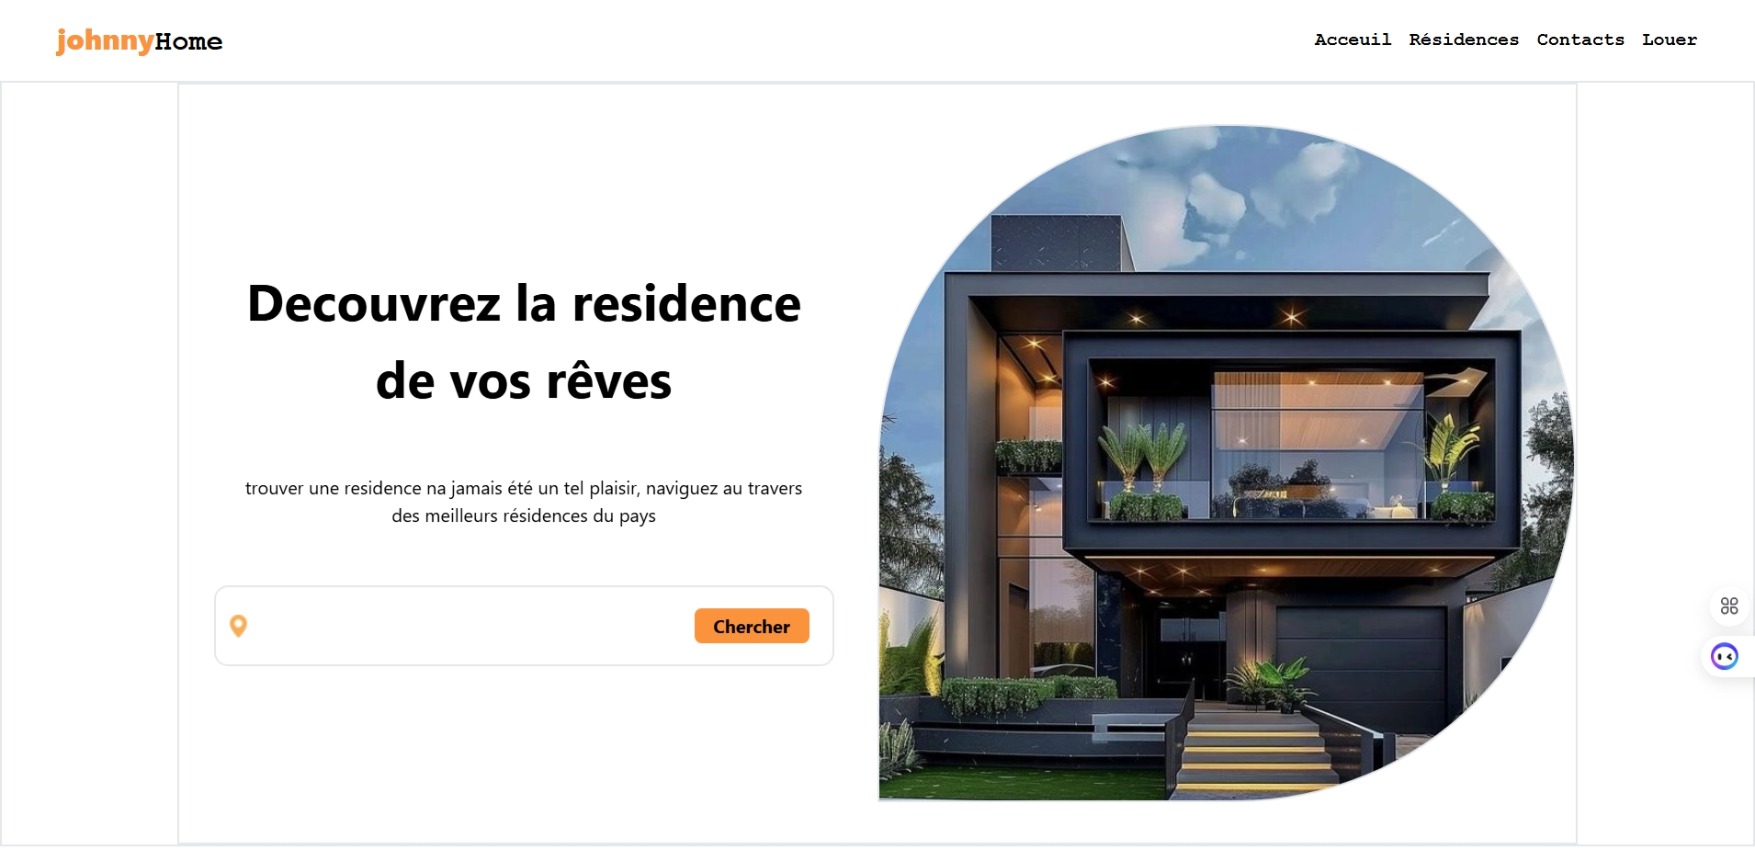 johnnyHome
Acceuil Résidences Contacts Louer
Decouvrez la residence
de vos rêves
trouver une residence na jamais été un tel plaisir, naviguez au travers
des meilleurs résidences du pays
Chercher